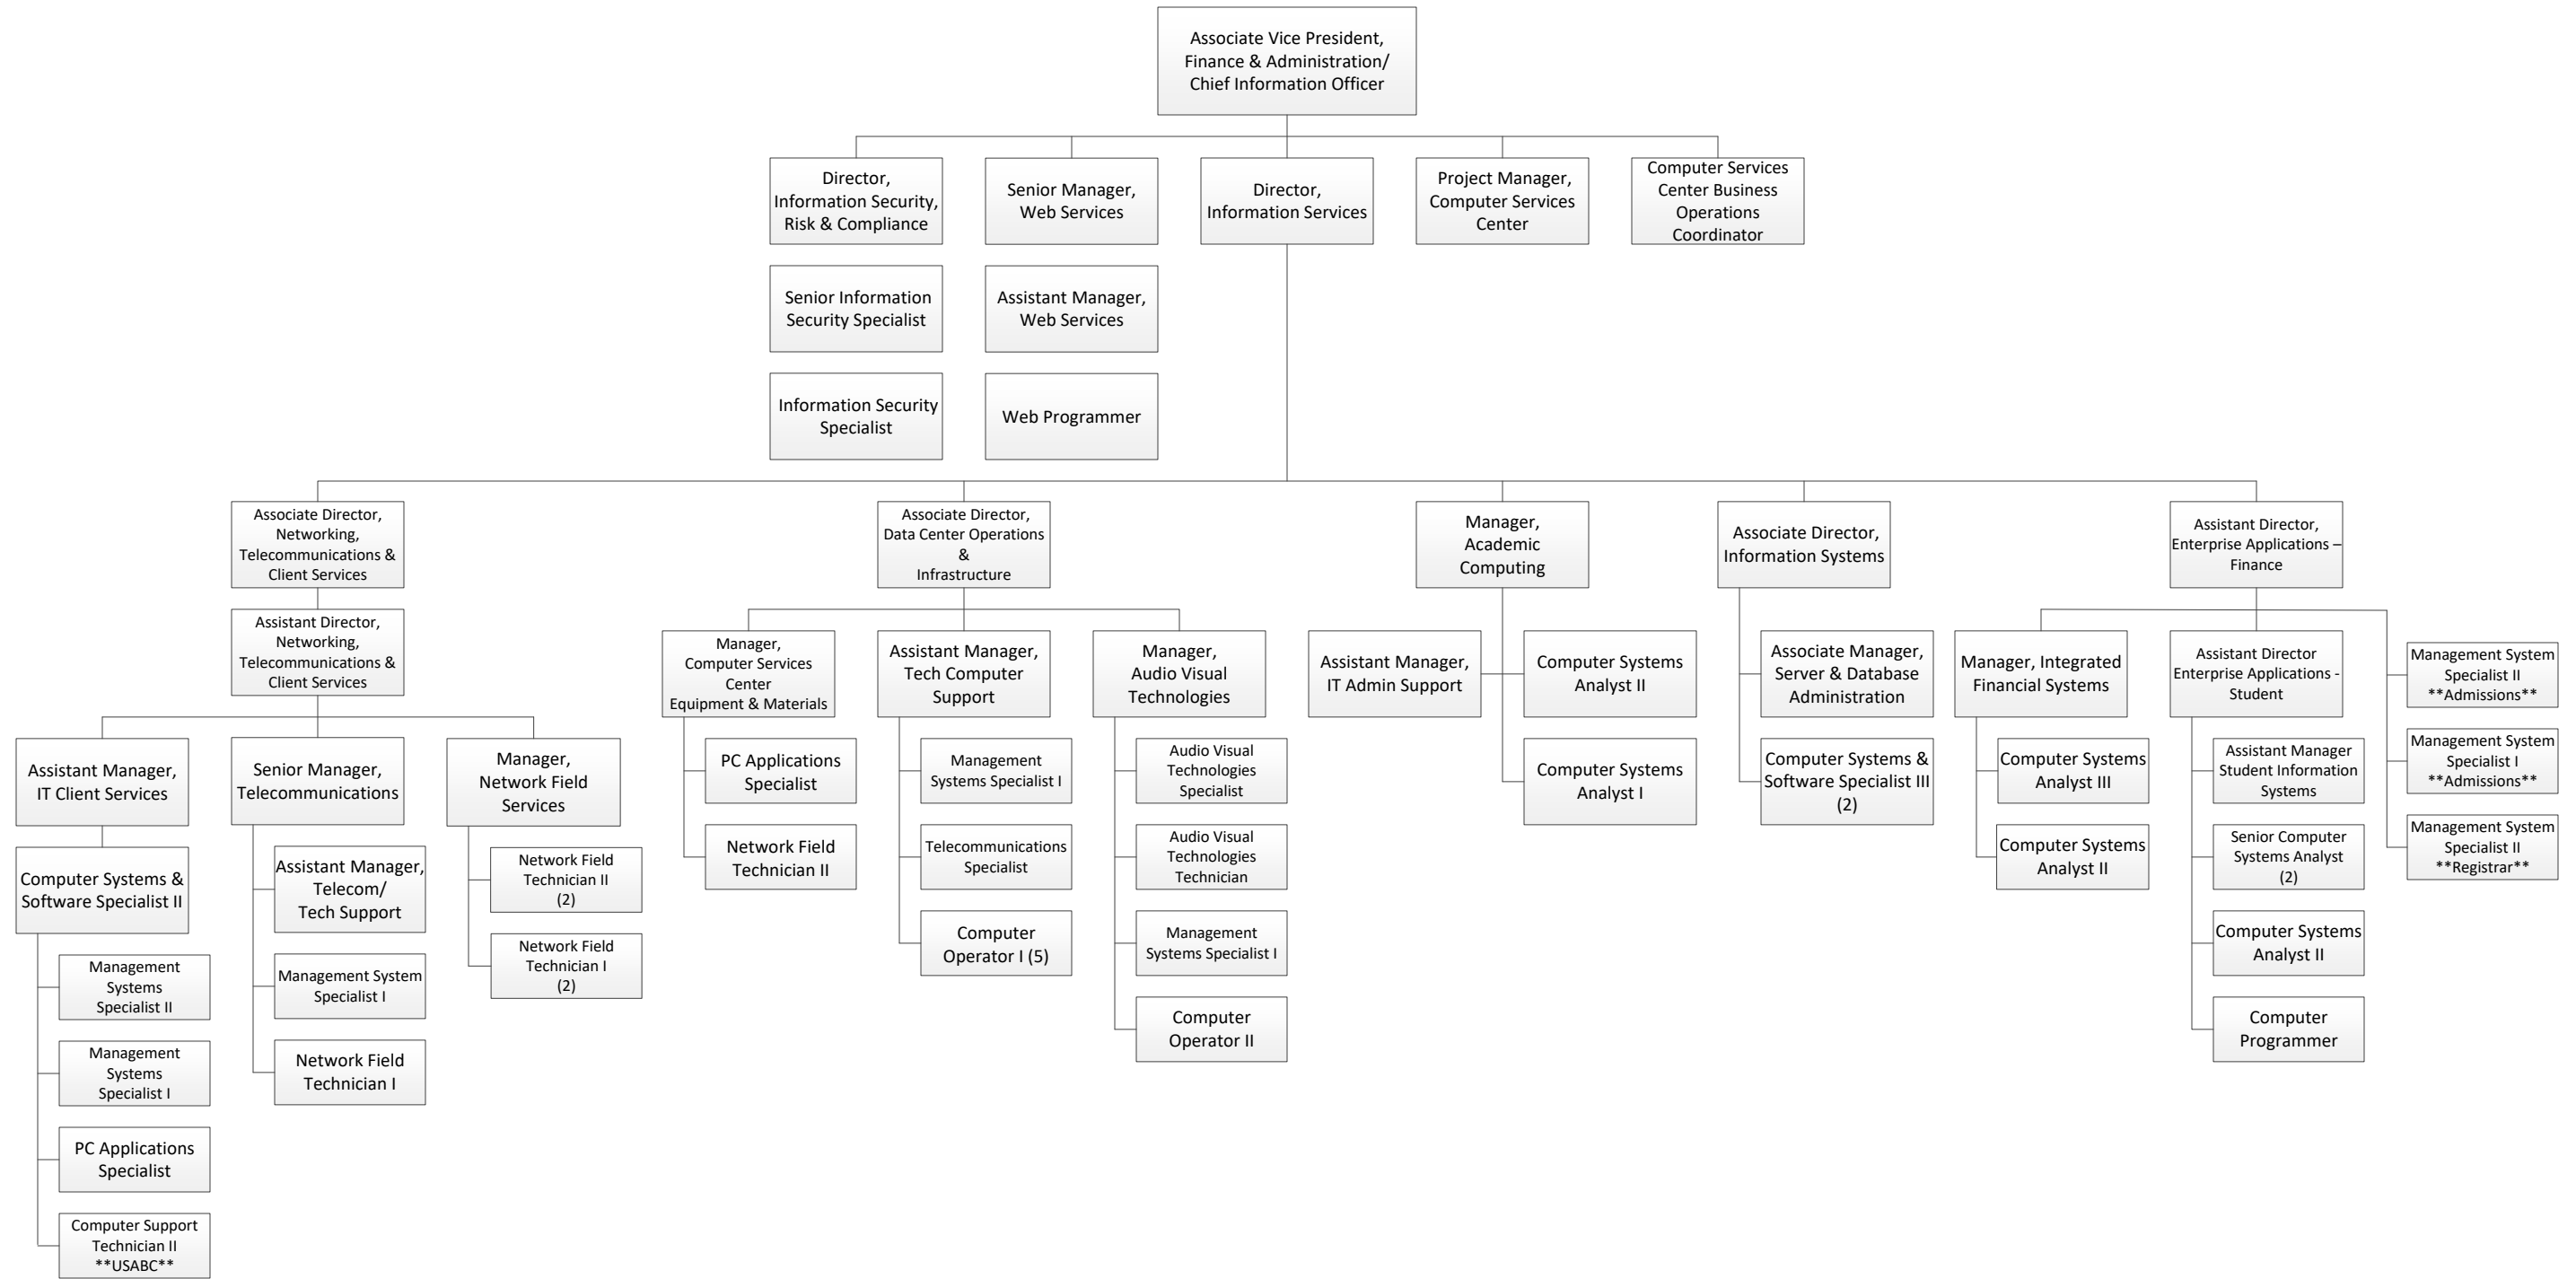 Associate Vice President,
Finance & Administration/
Chief Information Officer
Director,
Information Security,
Risk & Compliance
Senior Manager,
Web Services
Director,
Information Services
Project Manager,
Computer Services
Center
Computer Services
Center Business
Operations
Coordinator
Senior Information
Security Specialist
Assistant Manager,
Web Services
Information Security
Specialist
Web Programmer
Associate Director,
Networking,
Telecommunications &
Client Services
Associate Director,
Data Center Operations
&
Infrastructure
Manager,
Academic
Computing
Associate Director,
Information Systems
Assistant Director,
Enterprise Applications –
Finance
Assistant Director,
Networking,
Telecommunications &
Client Services
Manager,
Computer Services
Center
Equipment & Materials
Assistant Manager,
Tech Computer
Support
Manager,
Audio Visual
Technologies
Assistant Manager,
IT Admin Support
Computer Systems
Analyst II
Associate Manager,
Server & Database
Administration
Manager, Integrated
Financial Systems
Assistant Director
Enterprise Applications -
Student
Management System
Specialist II
**Admissions**
Assistant Manager,
IT Client Services
Senior Manager,
Telecommunications
Manager,
Network Field
Services
PC Applications
Specialist
Management
Systems Specialist I
Audio Visual
Technologies
Specialist
Computer Systems
Analyst I
Computer Systems &
Software Specialist III
(2)
Computer Systems
Analyst III
Assistant Manager
Student Information
Systems
Management System
Specialist I
**Admissions**
Computer Systems &
Software Specialist II
Assistant Manager,
Telecom/
Tech Support
Network Field
Technician II
(2)
Network Field
Technician II
Telecommunications
Specialist
Audio Visual
Technologies
Technician
Computer Systems
Analyst II
Senior Computer
Systems Analyst
(2)
Management System
Specialist II
**Registrar**
Management
Systems
Specialist II
Management System
Specialist I
Network Field
Technician I
(2)
Computer
Operator I (5)
Management
Systems Specialist I
Computer Systems
Analyst II
Management
Systems
Specialist I
Network Field
Technician I
Computer
Operator II
Computer
Programmer
PC Applications
Specialist
Computer Support
Technician II
**USABC**